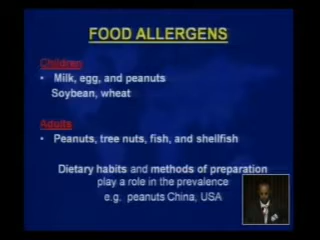 FOOD ALLERGENS
Children
• Milk, egg, and peanuts
Soybean, wheat
Adults
• Peanuts, tree nuts, fish, and shellfish
Dietary habits and methods of preparation
play a role in the prevalence
e.g. peanuts China, USA